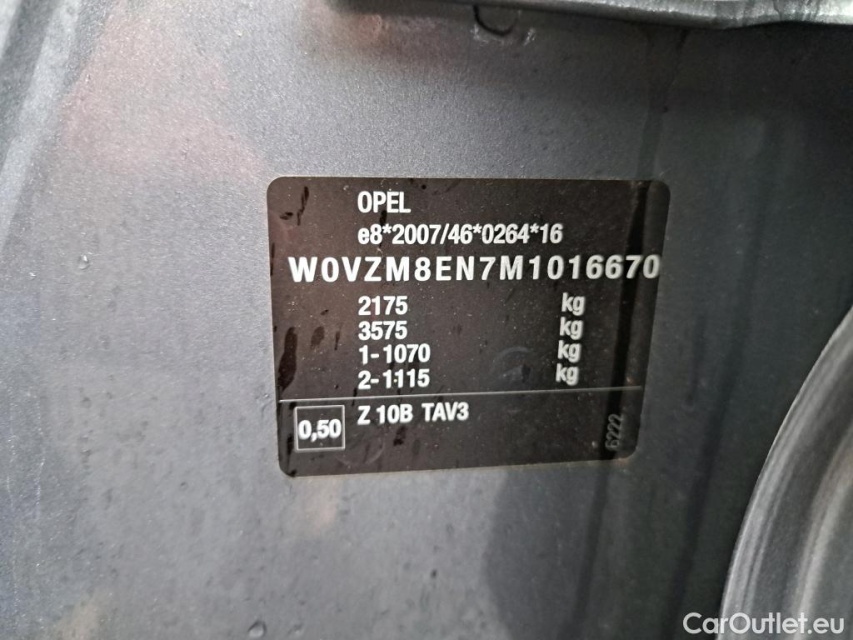 OPEL
e8*2007/46*0264*16
W0VZM8EN7M1016670
2175 kg
3575 kg
1-1070 kg
2-1115 kg
0,50 Z 10B TAV3
6222
CarOutlet.eu